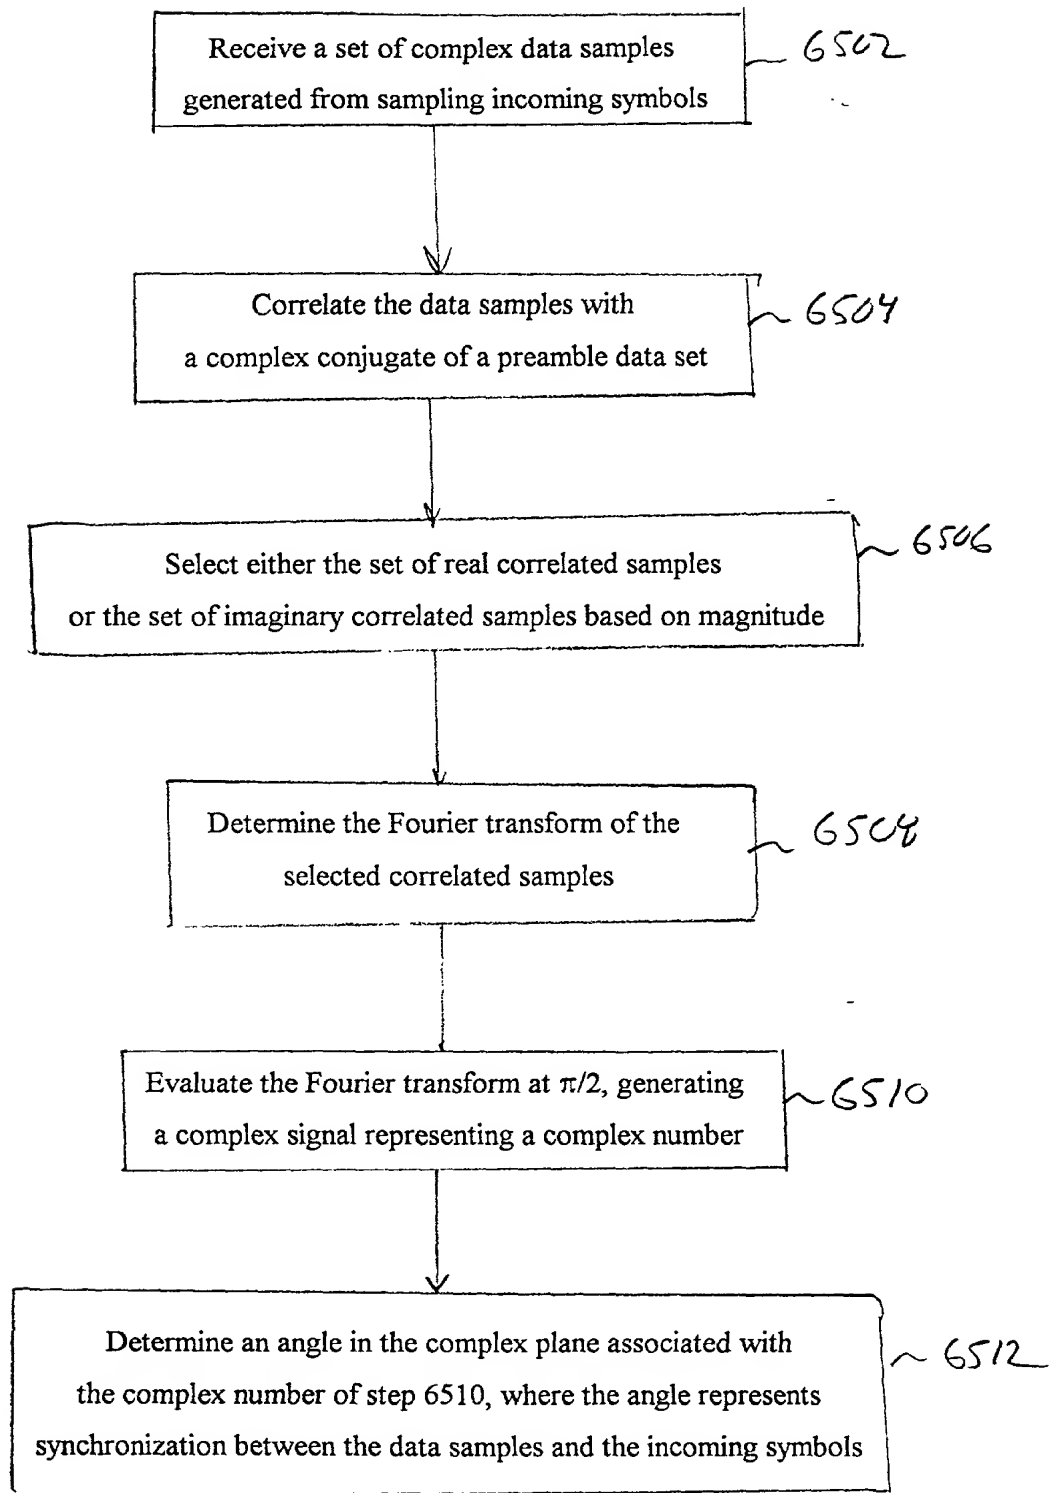 Receive a set of complex data samples
generated from sampling incoming symbols
6502
Correlate the data samples with
a complex conjugate of a preamble data set
6504
Select either the set of real correlated samples
or the set of imaginary correlated samples based on magnitude
6506
Determine the Fourier transform of the
selected correlated samples
6508
Evaluate the Fourier transform at π/2, generating
a complex signal representing a complex number
6510
Determine an angle in the complex plane associated with
the complex number of step 6510, where the angle represents
synchronization between the data samples and the incoming symbols
6512